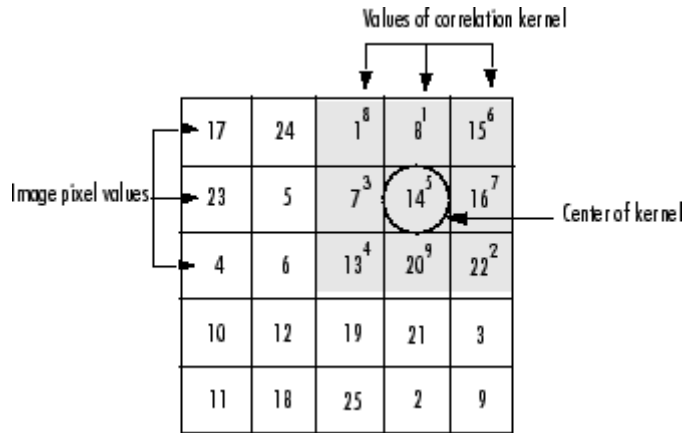 Values of correlation kernel
17 24 1 8 8 1 15 6
Image pixel values
23 5 7 3 14 5 16 7
Center of kernel
4 6 13 4 20 9 22 2
10 12 19 21 3
11 18 25 2 9